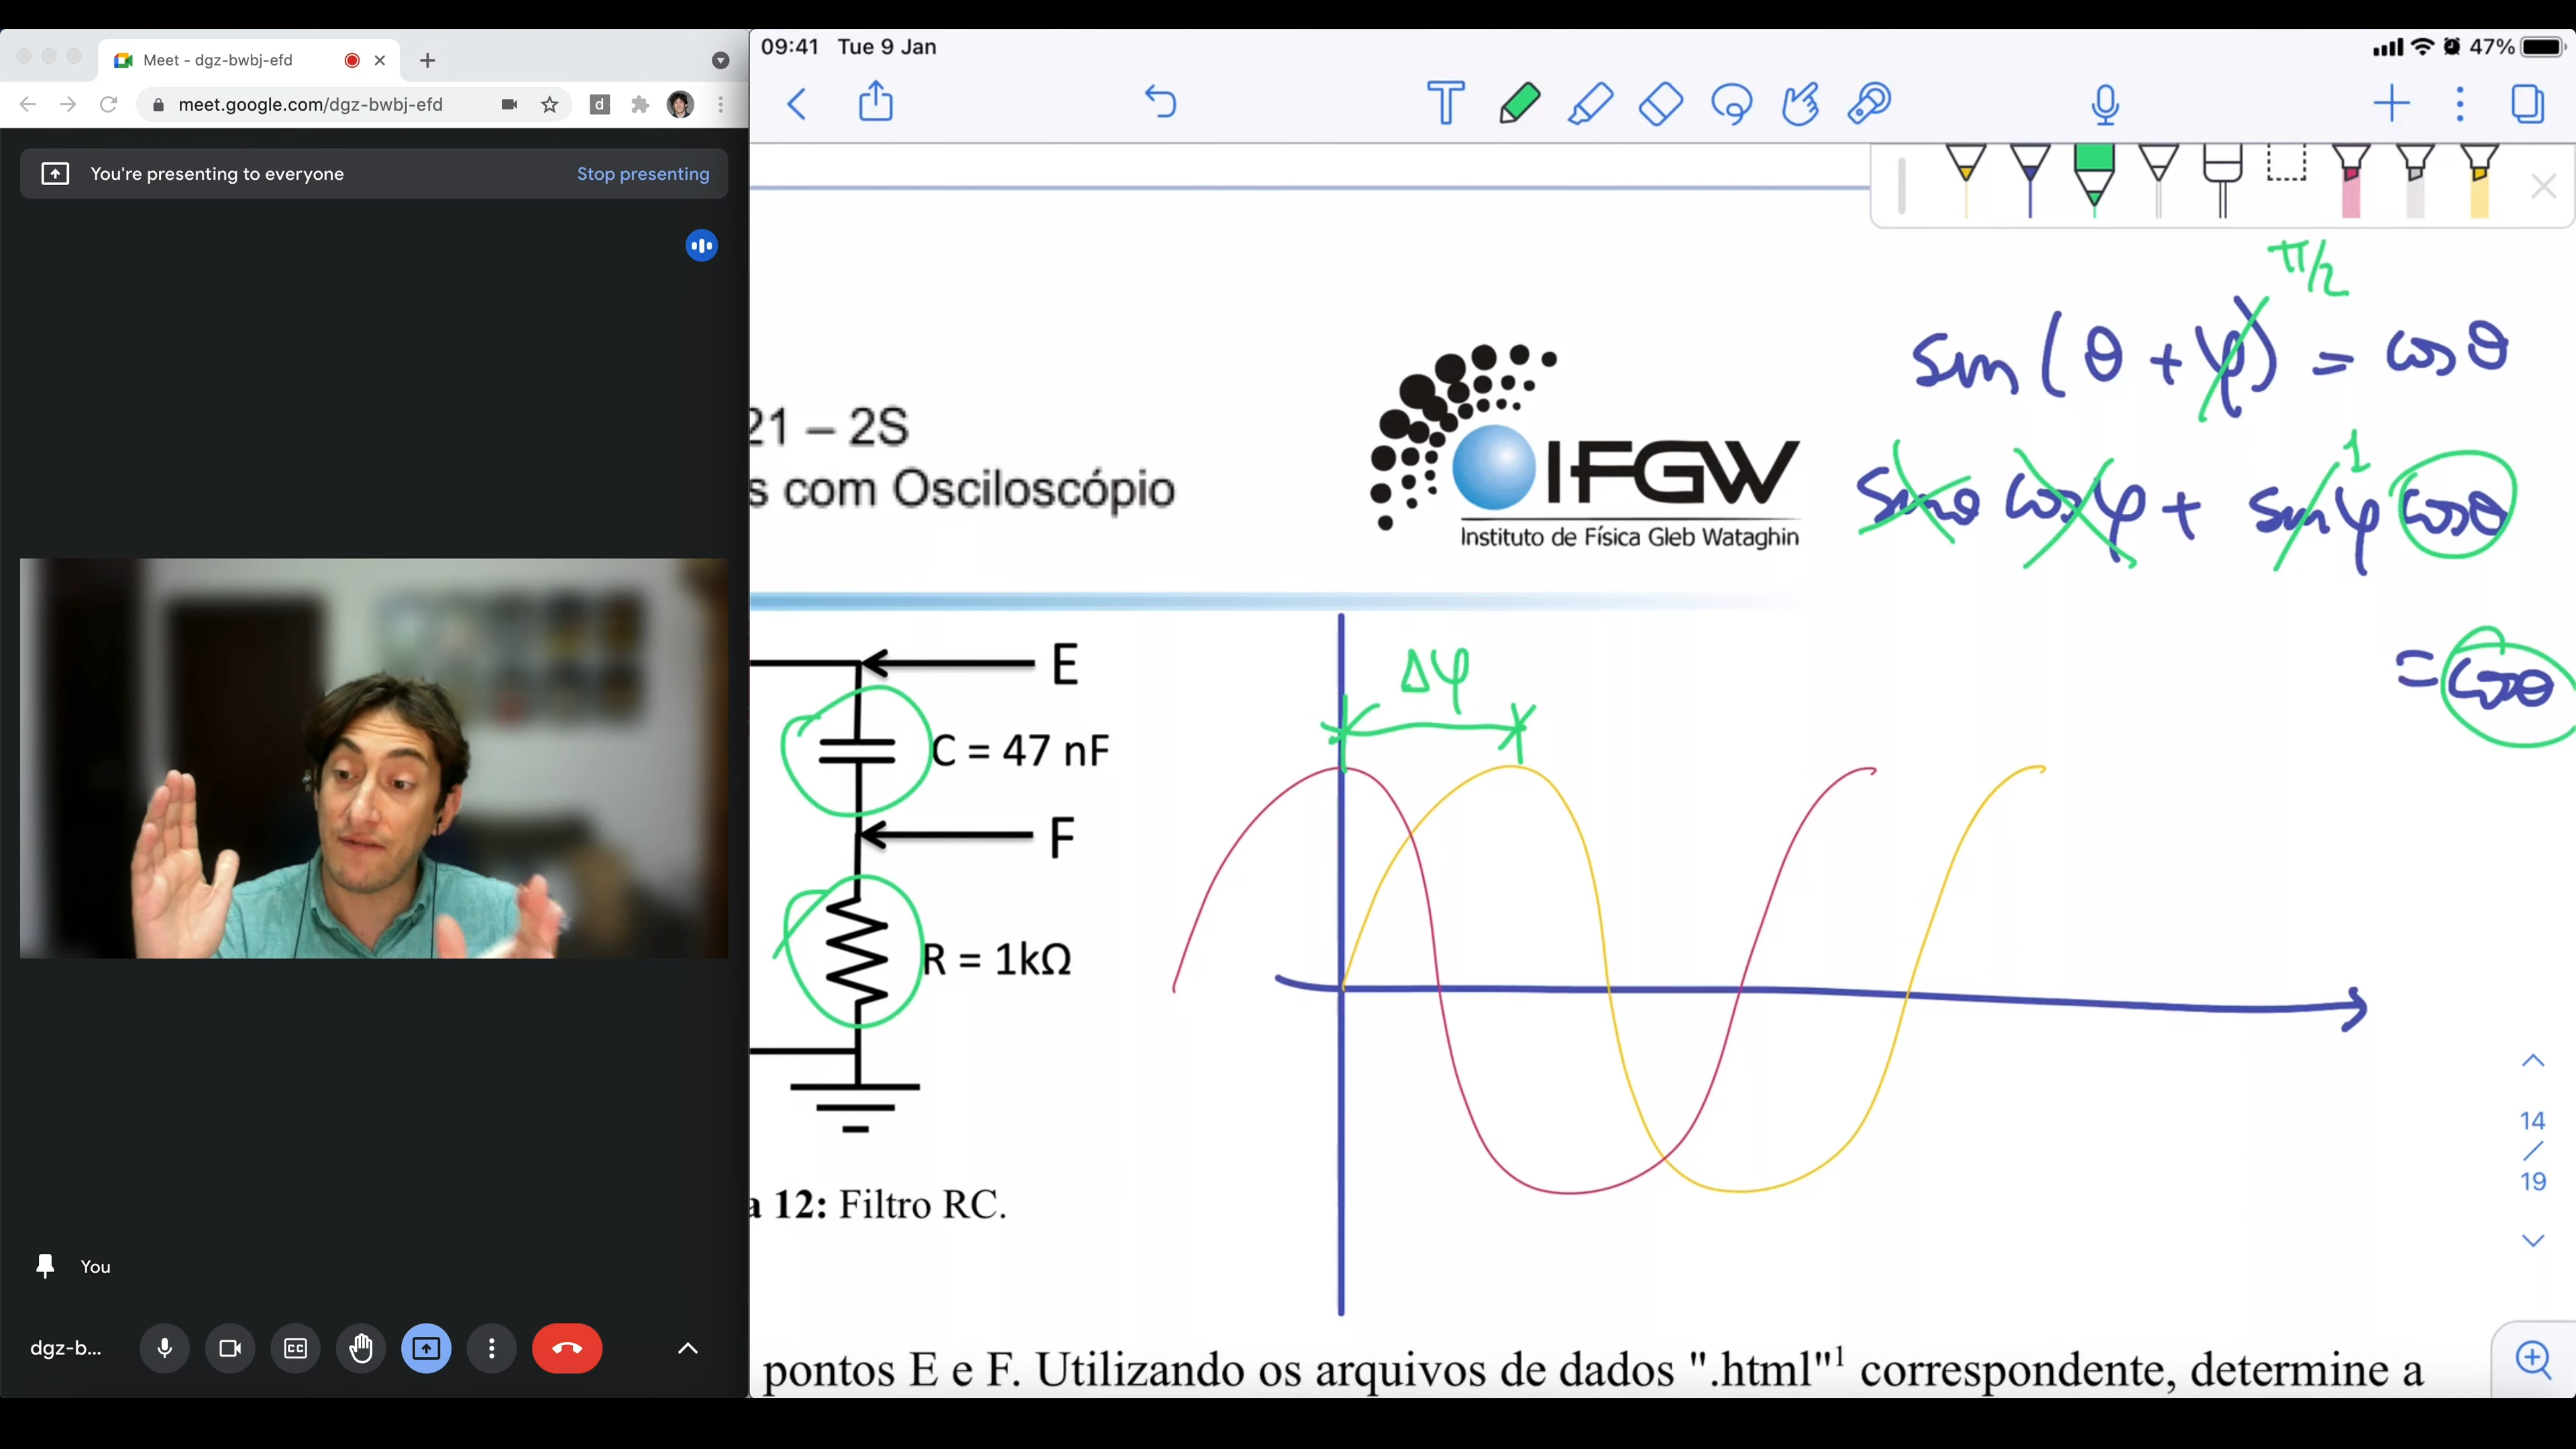 Meet - dgz-bwbj-efd
meet.google.com/dgz-bwbj-efd
d
You're presenting to everyone
Stop presenting
You
dgz-b...
CC
09:41 Tue 9 Jan
47%
T
π/2
sin(θ + φ) = cosθ
21 – 2S
s com Osciloscópio
IFGW
Instituto de Física Gleb Wataghin
1
sinθ cosφ + sinφ cosθ
= cosθ
E
C = 47 nF
F
R = 1kΩ
Δφ
a 12: Filtro RC.
14
/
19
pontos E e F. Utilizando os arquivos de dados ".html"¹ correspondente, determine a